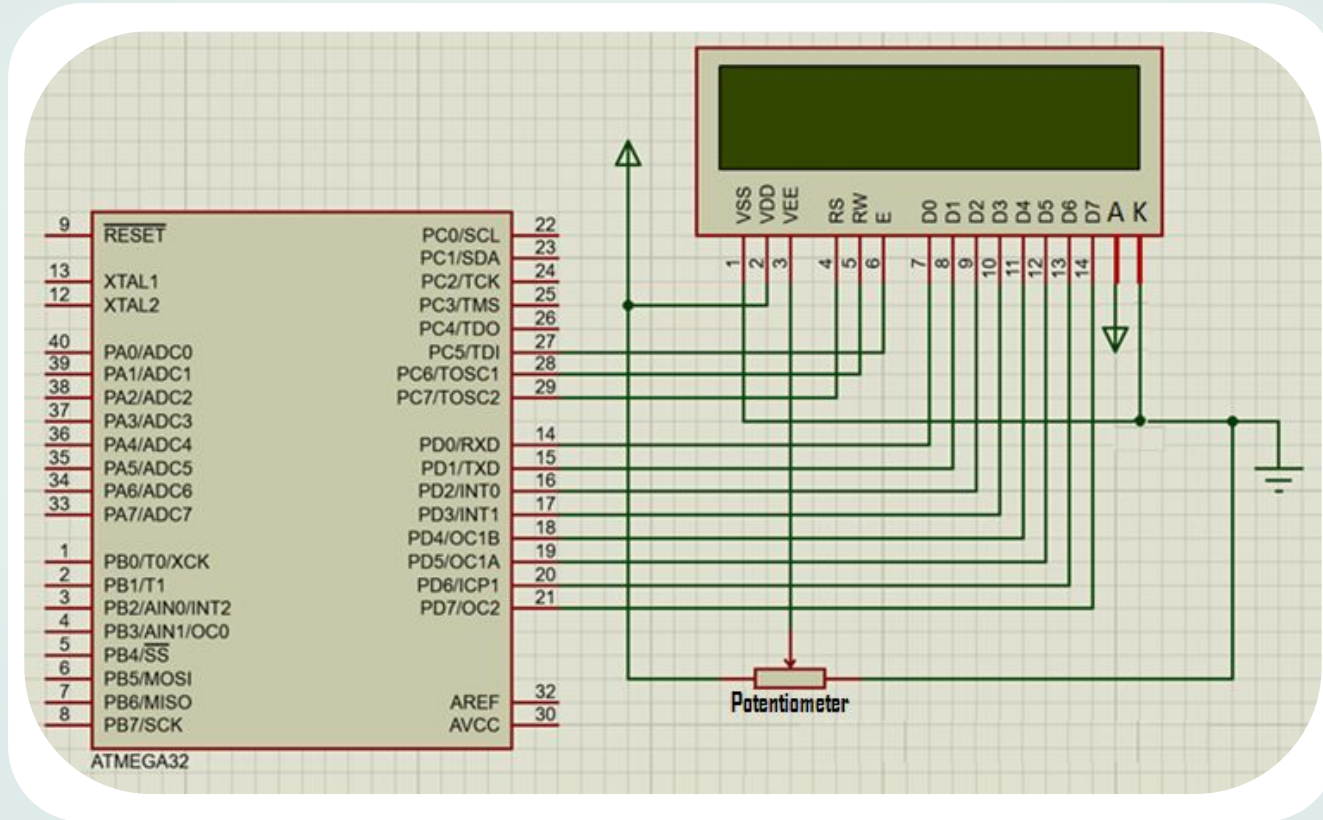 VSS VDD VEE RS RW E D0 D1 D2 D3 D4 D5 D6 D7 A K
1 2 3 4 5 6 7 8 9 10 11 12 13 14
9 RESET PC0/SCL 22
PC1/SDA 23
13 XTAL1 PC2/TCK 24
12 XTAL2 PC3/TMS 25
PC4/TDO 26
40 PA0/ADC0 PC5/TDI 27
39 PA1/ADC1 PC6/TOSC1 28
38 PA2/ADC2 PC7/TOSC2 29
37 PA3/ADC3
36 PA4/ADC4 PD0/RXD 14
35 PA5/ADC5 PD1/TXD 15
34 PA6/ADC6 PD2/INT0 16
33 PA7/ADC7 PD3/INT1 17
PD4/OC1B 18
1 PB0/T0/XCK PD5/OC1A 19
2 PB1/T1 PD6/ICP1 20
3 PB2/AIN0/INT2 PD7/OC2 21
4 PB3/AIN1/OC0
5 PB4/SS
6 PB5/MOSI
7 PB6/MISO AREF 32
8 PB7/SCK AVCC 30
ATMEGA32
Potentiometer